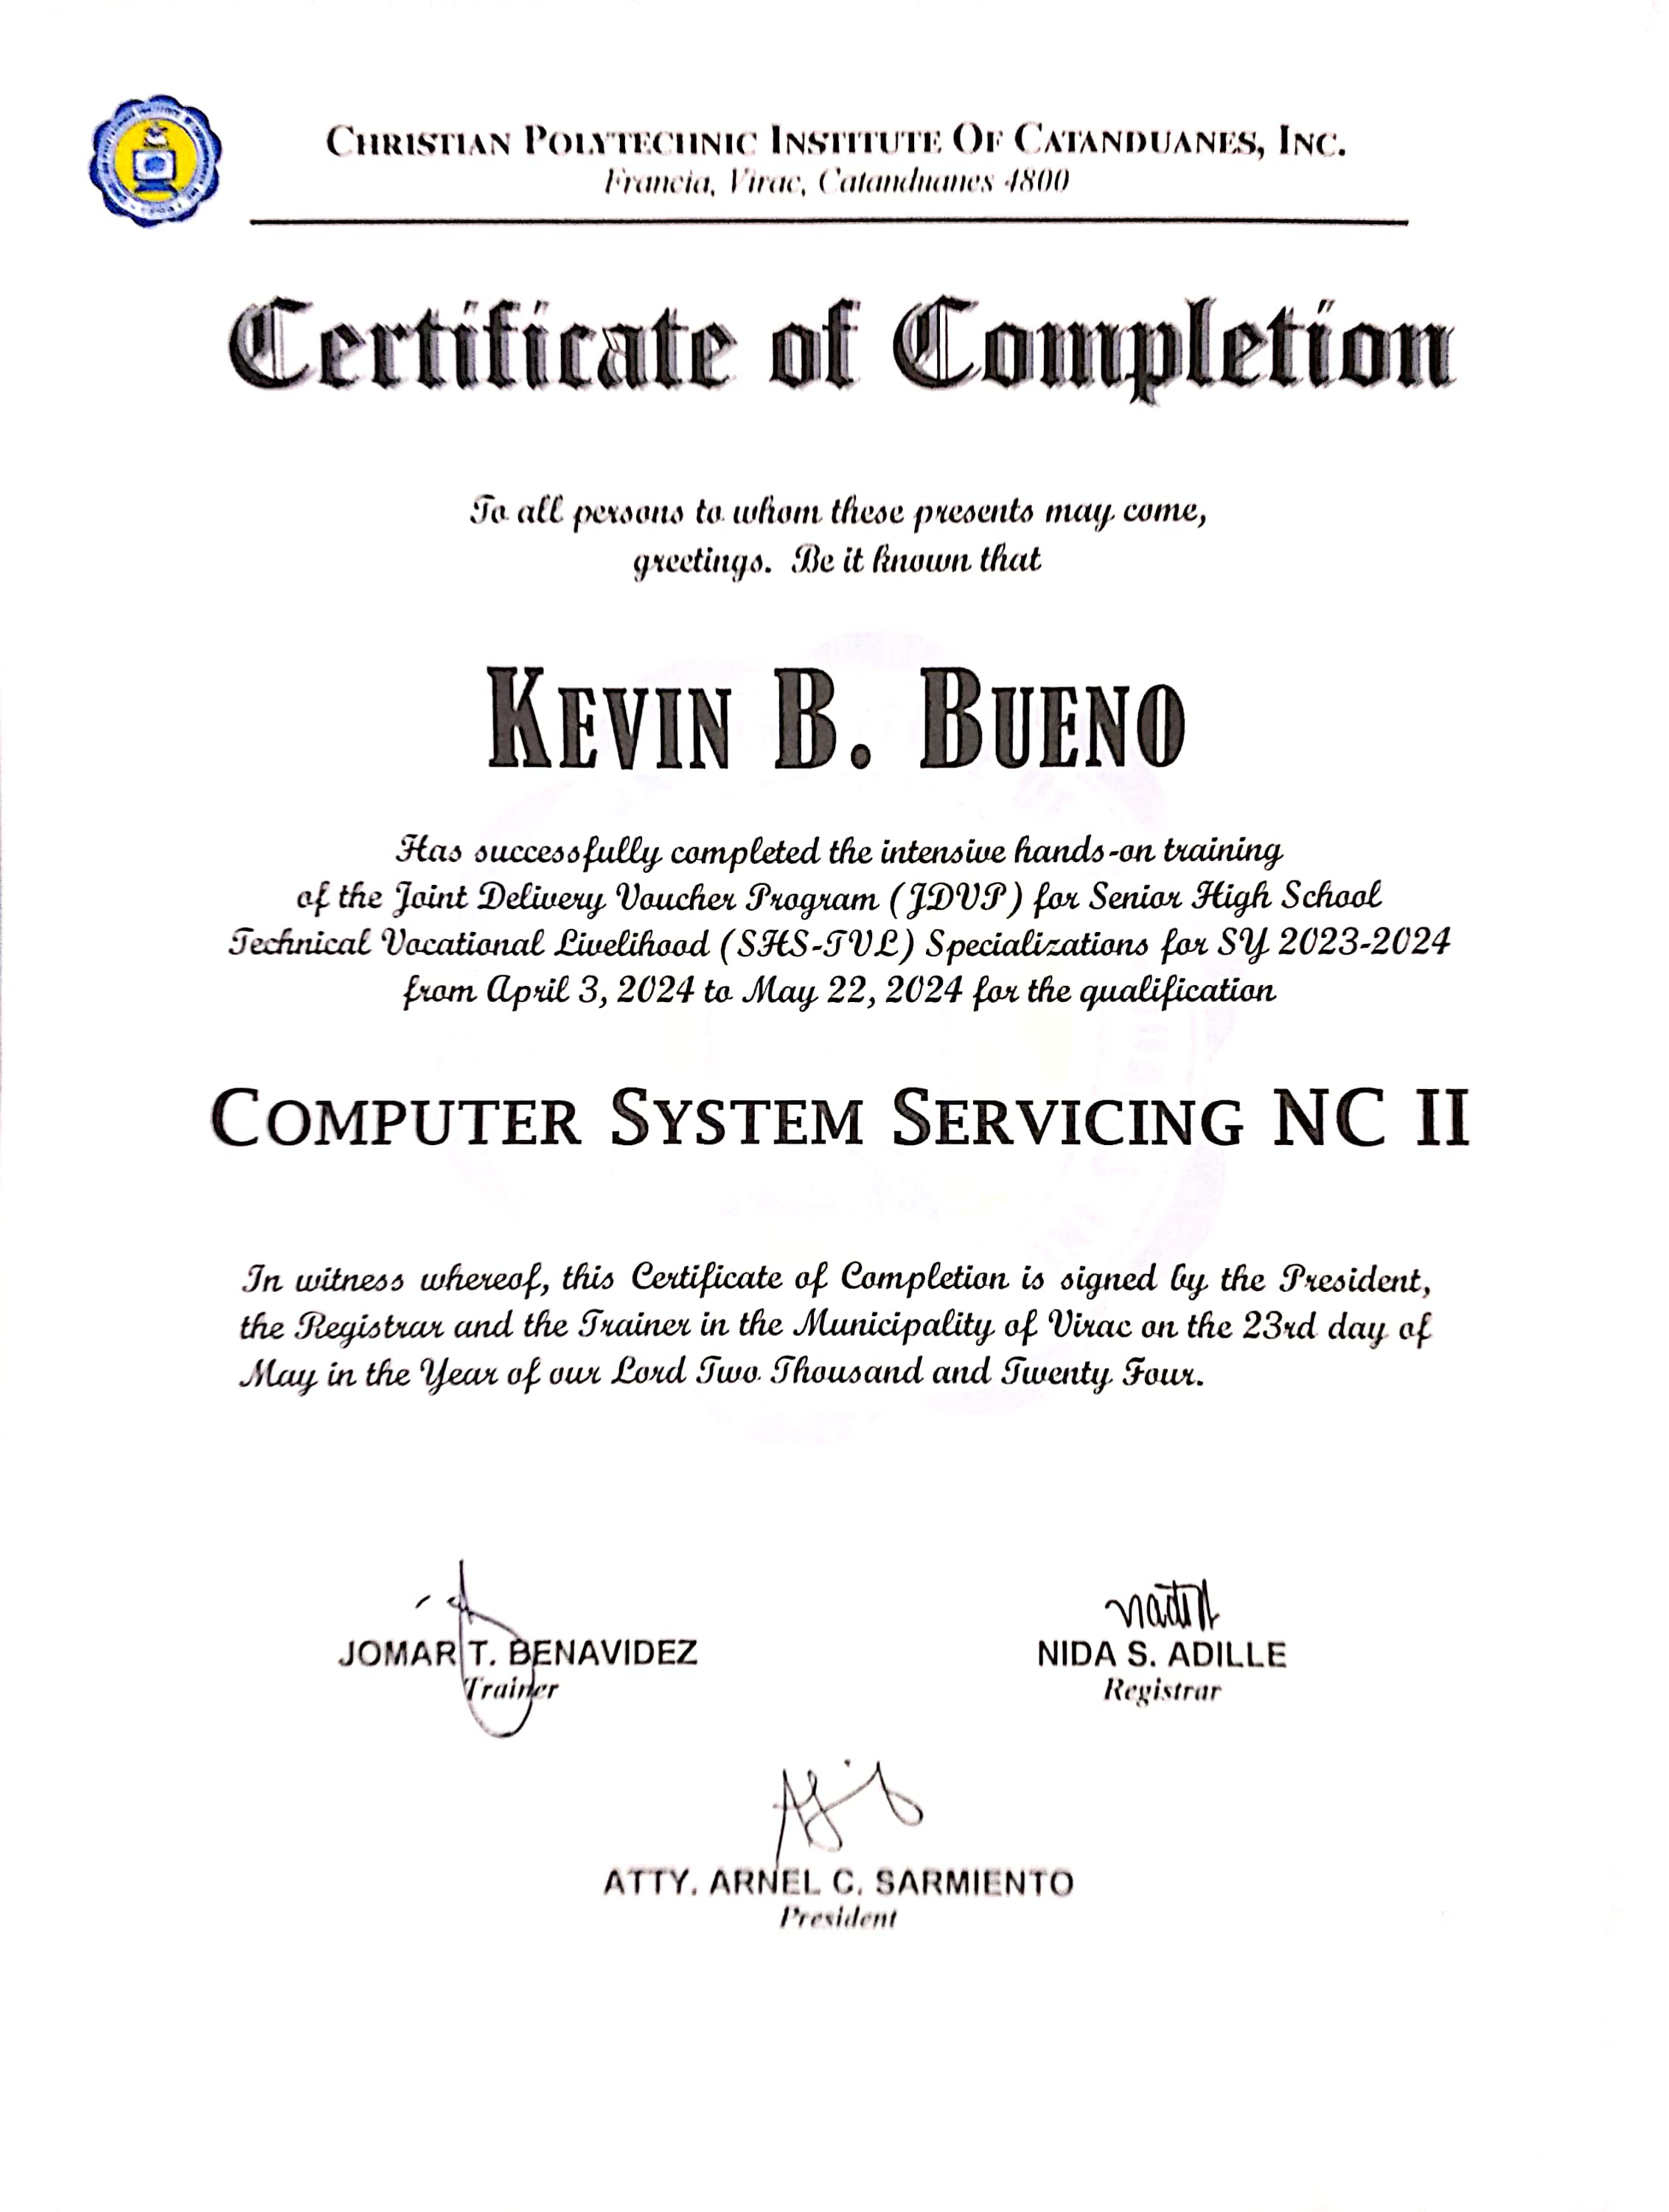 CHRISTIAN POLYTECHNIC INSTITUTE OF CATANDUANES, INC.
Francia, Virac, Catanduanes 4800
Certificate of Completion
To all persons to whom these presents may come,
greetings. Be it known that
KEVIN B. BUENO
Has successfully completed the intensive hands-on training
of the Joint Delivery Voucher Program (JDVP) for Senior High School
Technical Vocational Livelihood (SHS-TVL) Specializations for SY 2023-2024
from April 3, 2024 to May 22, 2024 for the qualification
COMPUTER SYSTEM SERVICING NC II
In witness whereof, this Certificate of Completion is signed by the President,
the Registrar and the Trainer in the Municipality of Virac on the 23rd day of
May in the Year of our Lord Two Thousand and Twenty Four.
JOMAR T. BENAVIDEZ
Trainer
NIDA S. ADILLE
Registrar
ATTY. ARNEL C. SARMIENTO
President